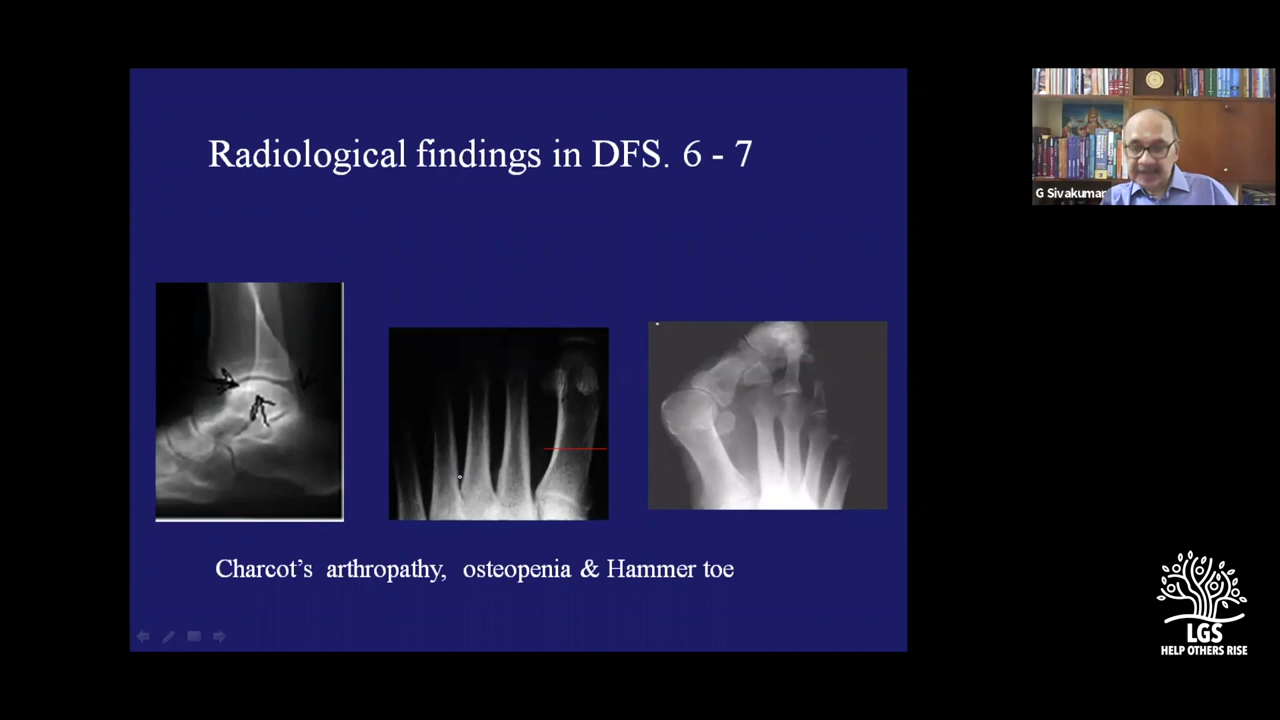 Radiological findings in DFS. 6 - 7
G Sivakumar
Charcot's arthropathy, osteopenia & Hammer toe
LGS
HELP OTHERS RISE